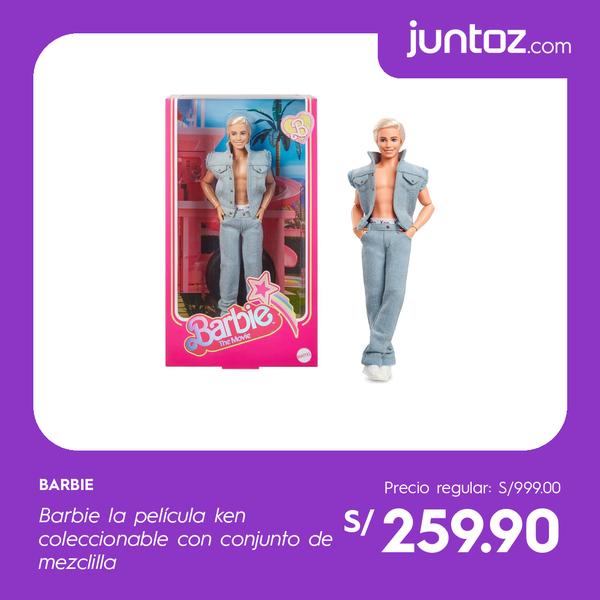 juntoz.com
B
Barbie
The Movie
MATTEL
BARBIE
Barbie la película ken
coleccionable con conjunto de
mezclilla
Precio regular: S/999.00
S/ 259.90